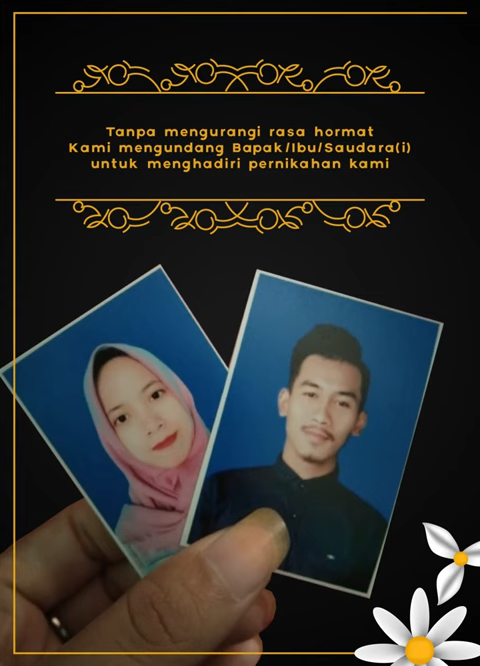 Tanpa mengurangi rasa hormat
Kami mengundang Bapak/Ibu/Saudara(i)
untuk menghadiri pernikahan kami